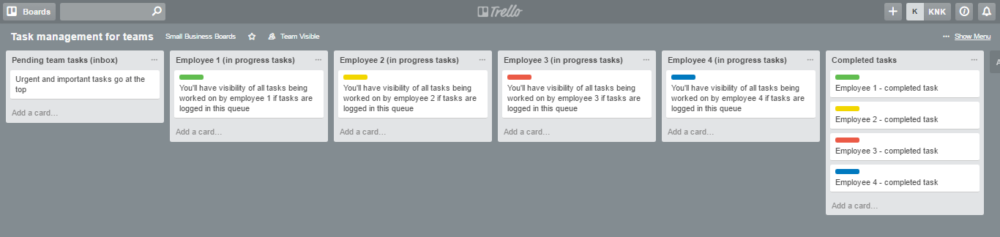 Boards
Trello
K
KNK
Task management for teams
Small Business Boards
Team Visible
Show Menu
Pending team tasks (inbox)
Urgent and important tasks go at the
top
Add a card...
Employee 1 (in progress tasks)
You'll have visibility of all tasks being
worked on by employee 1 if tasks are
logged in this queue
Add a card...
Employee 2 (in progress tasks)
You'll have visibility of all tasks being
worked on by employee 2 if tasks are
logged in this queue
Add a card...
Employee 3 (in progress tasks)
You'll have visibility of all tasks being
worked on by employee 3 if tasks are
logged in this queue
Add a card...
Employee 4 (in progress tasks)
You'll have visibility of all tasks being
worked on by employee 4 if tasks are
logged in this queue
Add a card...
Completed tasks
Employee 1 - completed task
Employee 2 - completed task
Employee 3 - completed task
Employee 4 - completed task
Add a card...